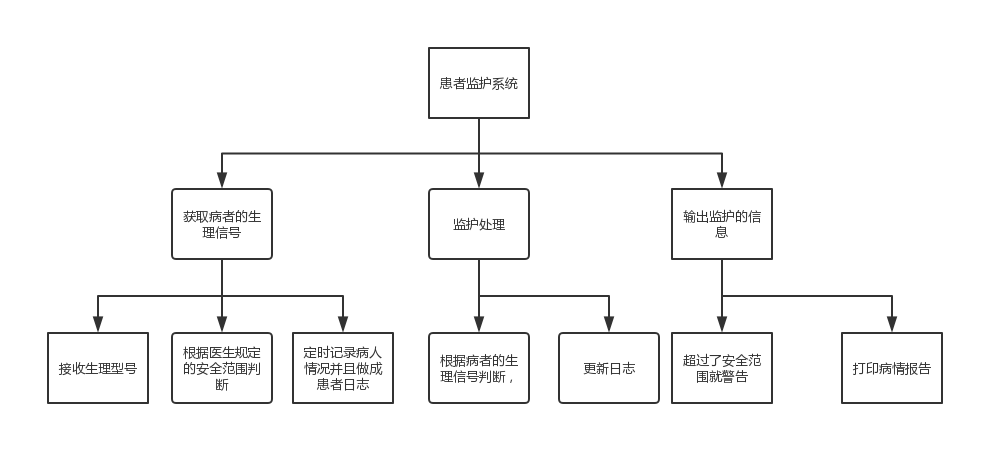 患者监护系统
获取病者的生
理信号
监护处理
输出监护的信
息
接收生理型号
根据医生规定
的安全范围判
断
定时记录病人
情况并且做成
患者日志
根据病者的生
理信号判断，
更新日志
超过了安全范
围就警告
打印病情报告